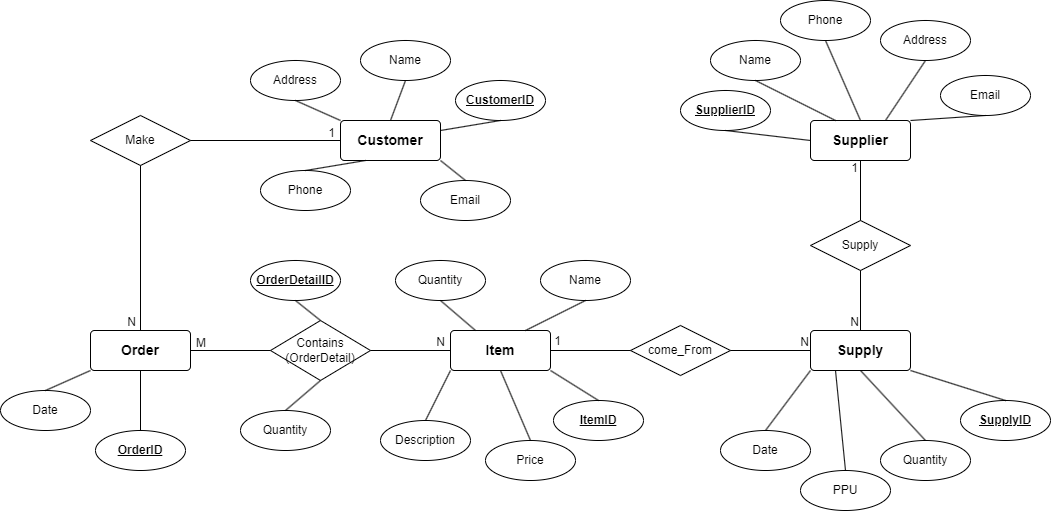 Phone
Name
Address
Name
Address
Email
CustomerID
SupplierID
Make
1
Customer
Supplier
1
Phone
Email
Supply
OrderDetailID
Quantity
Name
N
N
Order
M
Contains
(OrderDetail)
N
Item
1
come_From
N
Supply
Date
ItemID
SupplyID
Quantity
Description
OrderID
Price
Date
Quantity
PPU